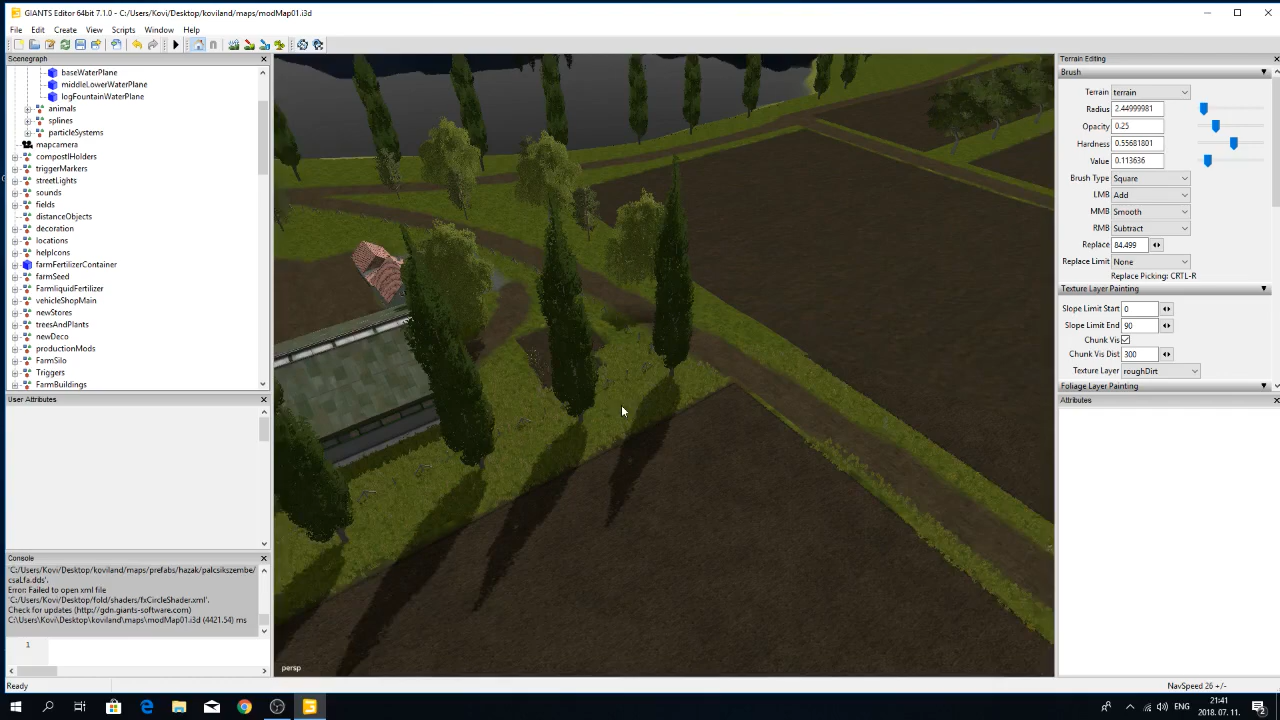 GIANTS Editor 64bit 7.1.0 - C:/Users/Kovi/Desktop/koviland/maps/modMap01.i3d
File Edit Create View Scripts Window Help
Scenegraph
baseWaterPlane
middleLowerWaterPlane
logFountainWaterPlane
animals
splines
particleSystems
mapcamera
compostHolders
triggerMarkers
streetLights
sounds
fields
distanceObjects
decoration
locations
helpIcons
farmFertilizerContainer
farmSeed
FarmliquidFertilizer
vehicleShopMain
newStores
treesAndPlants
newDeco
productionMods
FarmSilo
Triggers
FarmBuildings
User Attributes
Console
'C:/Users/Kovi/Desktop/koviland/maps/prefabs/hazak/palcsikszembe/
csaLfa.dds'.
Error: Failed to open xml file
'C:/Users/Kovi/Desktop/fold/shaders/fxCircleShader.xml'.
Check for updates (http://gdn.giants-software.com)
C:\Users\Kovi\Desktop\koviland\maps\modMap01.i3d (4421.54) ms
1
persp
Terrain Editing
Brush
Terrain terrain
Radius 2.44999981
Opacity 0.25
Hardness 0.55681801
Value 0.113636
Brush Type Square
LMB Add
MMB Smooth
RMB Subtract
Replace 84.499
Replace Limit None
Replace Picking: CRTL-R
Texture Layer Painting
Slope Limit Start 0
Slope Limit End 90
Chunk Vis
Chunk Vis Dist 300
Texture Layer roughDirt
Foliage Layer Painting
Attributes
Ready
NavSpeed 26 +/-
ENG
21:41
2018. 07. 11.
2